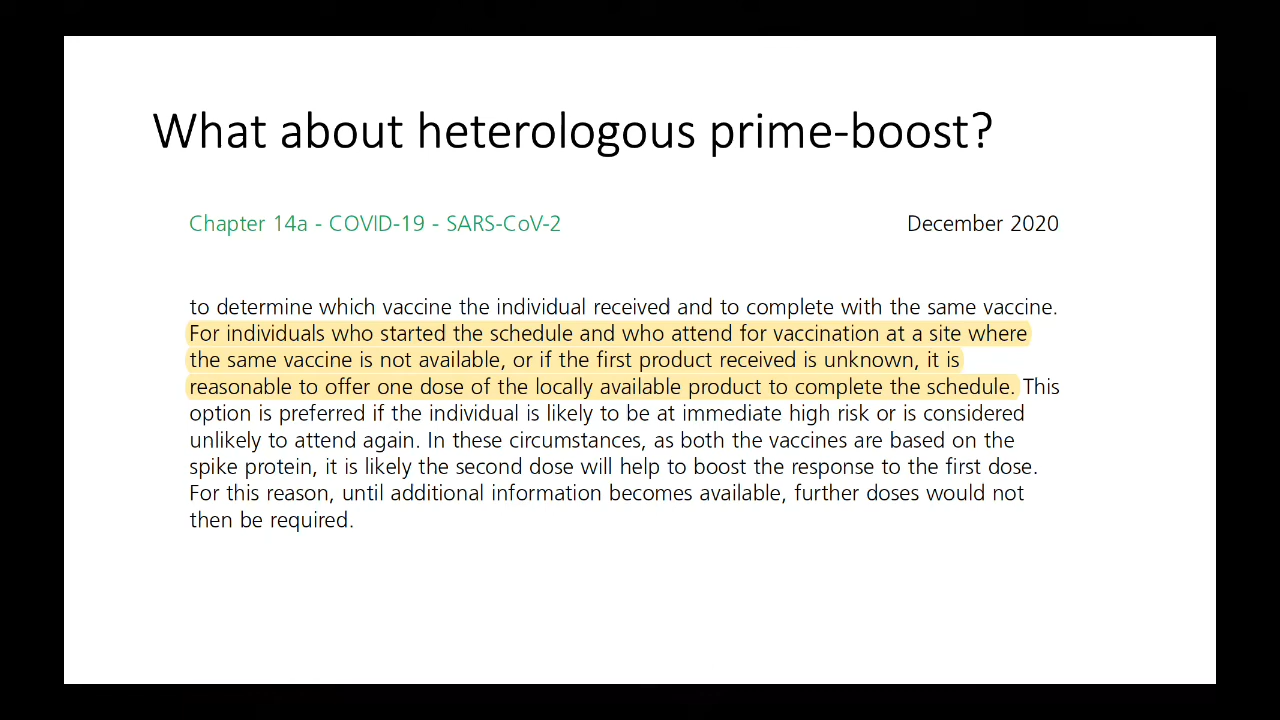 What about heterologous prime-boost?
Chapter 14a - COVID-19 - SARS-CoV-2 December 2020
to determine which vaccine the individual received and to complete with the same vaccine.
For individuals who started the schedule and who attend for vaccination at a site where
the same vaccine is not available, or if the first product received is unknown, it is
reasonable to offer one dose of the locally available product to complete the schedule. This
option is preferred if the individual is likely to be at immediate high risk or is considered
unlikely to attend again. In these circumstances, as both the vaccines are based on the
spike protein, it is likely the second dose will help to boost the response to the first dose.
For this reason, until additional information becomes available, further doses would not
then be required.